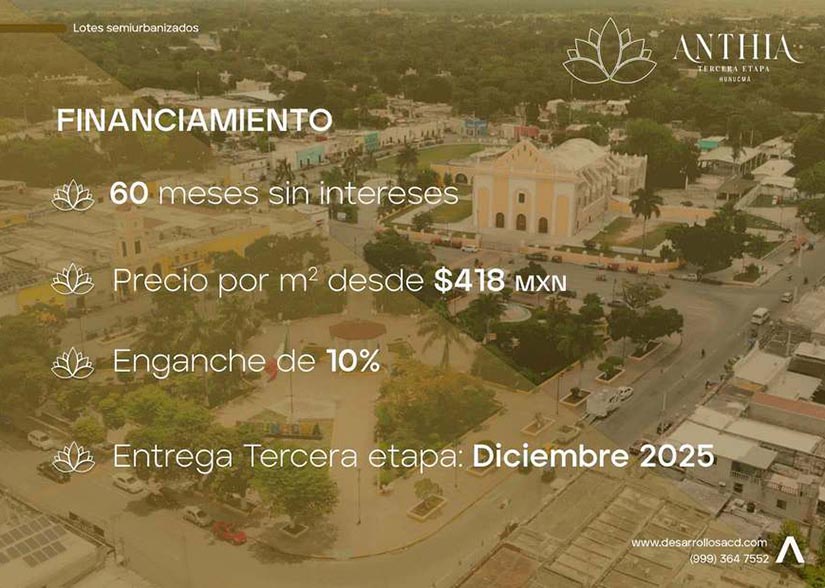 Lotes semiurbanizados
ANTHIA
TERCERA ETAPA
HUNUCMÁ
FINANCIAMIENTO
60 meses sin intereses
Precio por m² desde $418 MXN
Enganche de 10%
Entrega Tercera etapa: Diciembre 2025
www.desarrollosacd.com
(999) 364 7552